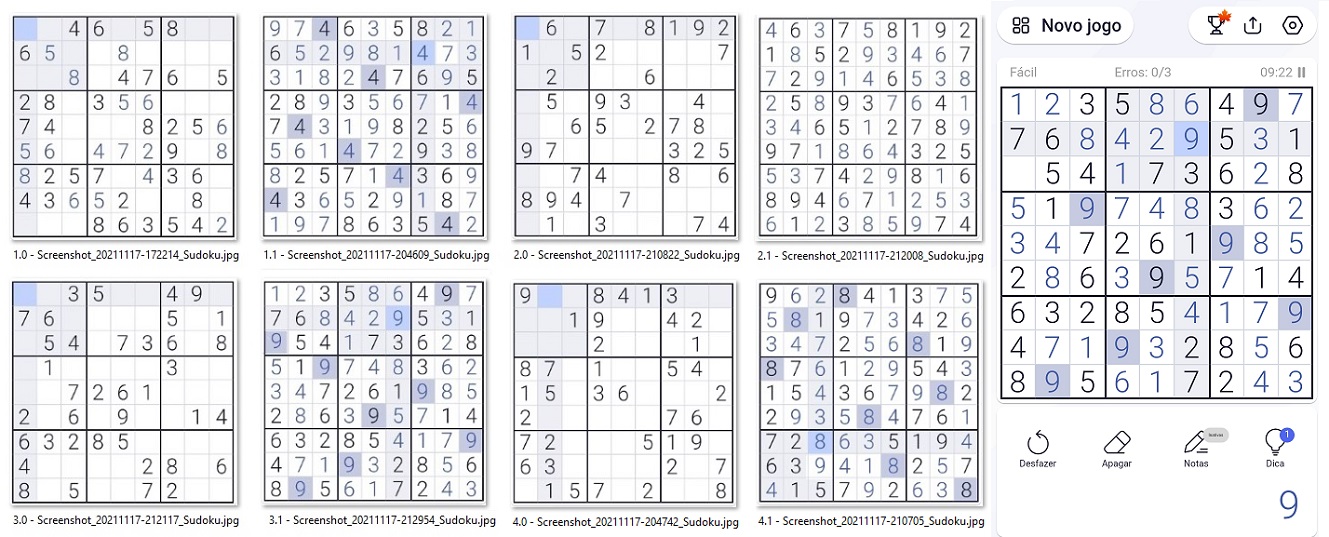 4 6 5 8
6 5 8
8 4 7 6 5
2 8 3 5 6
7 4 8 2 5 6
5 6 4 7 2 9 8
8 2 5 7 4 3 6
4 3 6 5 2 8
8 6 3 5 4 2
1.0 - Screenshot_20211117-172214_Sudoku.jpg
9 7 4 6 3 5 8 2 1
6 5 2 9 8 1 4 7 3
3 1 8 2 4 7 6 9 5
2 8 9 3 5 6 7 1 4
7 4 3 1 9 8 2 5 6
5 6 1 4 7 2 9 3 8
8 2 5 7 1 4 3 6 9
4 3 6 5 2 9 1 8 7
1 9 7 8 6 3 5 4 2
1.1 - Screenshot_20211117-204609_Sudoku.jpg
6 7 8 1 9 2
1 5 2 7
2 6
5 9 3 4
6 5 2 7 8
9 7 3 2 5
7 4 8 6
8 9 4 7
1 3 7 4
2.0 - Screenshot_20211117-210822_Sudoku.jpg
4 6 3 7 5 8 1 9 2
1 8 5 2 9 3 4 6 7
7 2 9 1 4 6 5 3 8
2 5 8 9 3 7 6 4 1
3 4 6 5 1 2 7 8 9
9 7 1 8 6 4 3 2 5
5 3 7 4 2 9 8 1 6
8 9 4 6 7 1 2 5 3
6 1 2 3 8 5 9 7 4
2.1 - Screenshot_20211117-212008_Sudoku.jpg
3 5 4 9
7 6 5 1
5 4 7 3 6 8
1 3
7 2 6 1
2 6 9 1 4
6 3 2 8 5
4 2 8 6
8 5 7 2
3.0 - Screenshot_20211117-212117_Sudoku.jpg
1 2 3 5 8 6 4 9 7
7 6 8 4 2 9 5 3 1
9 5 4 1 7 3 6 2 8
5 1 9 7 4 8 3 6 2
3 4 7 2 6 1 9 8 5
2 8 6 3 9 5 7 1 4
6 3 2 8 5 4 1 7 9
4 7 1 9 3 2 8 5 6
8 9 5 6 1 7 2 4 3
3.1 - Screenshot_20211117-212954_Sudoku.jpg
9 8 4 1 3
1 9 4 2
2 1
8 7 1 5 4
1 5 3 6 2
7 6
7 2 5 1 9
6 3 2 7
1 5 7 2 8
4.0 - Screenshot_20211117-204742_Sudoku.jpg
9 6 2 8 4 1 3 7 5
5 8 1 9 7 3 4 2 6
3 4 7 2 5 6 8 1 9
8 7 6 1 2 9 5 4 3
1 5 4 3 6 7 9 8 2
2 9 3 5 8 4 7 6 1
7 2 8 6 3 5 1 9 4
6 3 9 4 1 8 2 5 7
4 1 5 7 9 2 6 3 8
4.1 - Screenshot_20211117-210705_Sudoku.jpg
Novo jogo
Fácil Erros: 0/3 09:22
1 2 3 5 8 6 4 9 7
7 6 8 4 2 9 5 3 1
5 4 1 7 3 6 2 8
5 1 9 7 4 8 3 6 2
3 4 7 2 6 1 9 8 5
2 8 6 3 9 5 7 1 4
6 3 2 8 5 4 1 7 9
4 7 1 9 3 2 8 5 6
8 9 5 6 1 7 2 4 3
1
Desfazer Apagar Notas Dica
9